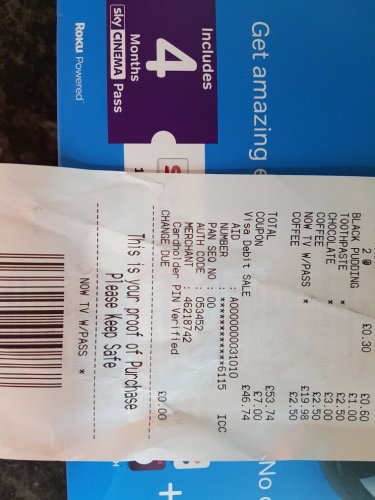 Get amazing
Includes
4
Months
sky CINEMA Pass
Roku Powered
2 @ £0.30 £0.60
BLACK PUDDING £1.00
TOOTHPASTE * £2.50
CHOCOLATE * £3.00
COFFEE £2.50
NOW TV W/PASS * £19.98
COFFEE £2.50
TOTAL £53.74
COUPON £7.00
Visa Debit SALE £46.74
AID : A0000000031010
NUMBER : ************6115 ICC
PAN SEQ NO : 00
AUTH CODE : 053452
MERCHANT : 46218742
Cardholder PIN Verified
CHANGE DUE £0.00
This is your proof of Purchase
Please Keep Safe
NOW TV W/PASS *
No
+